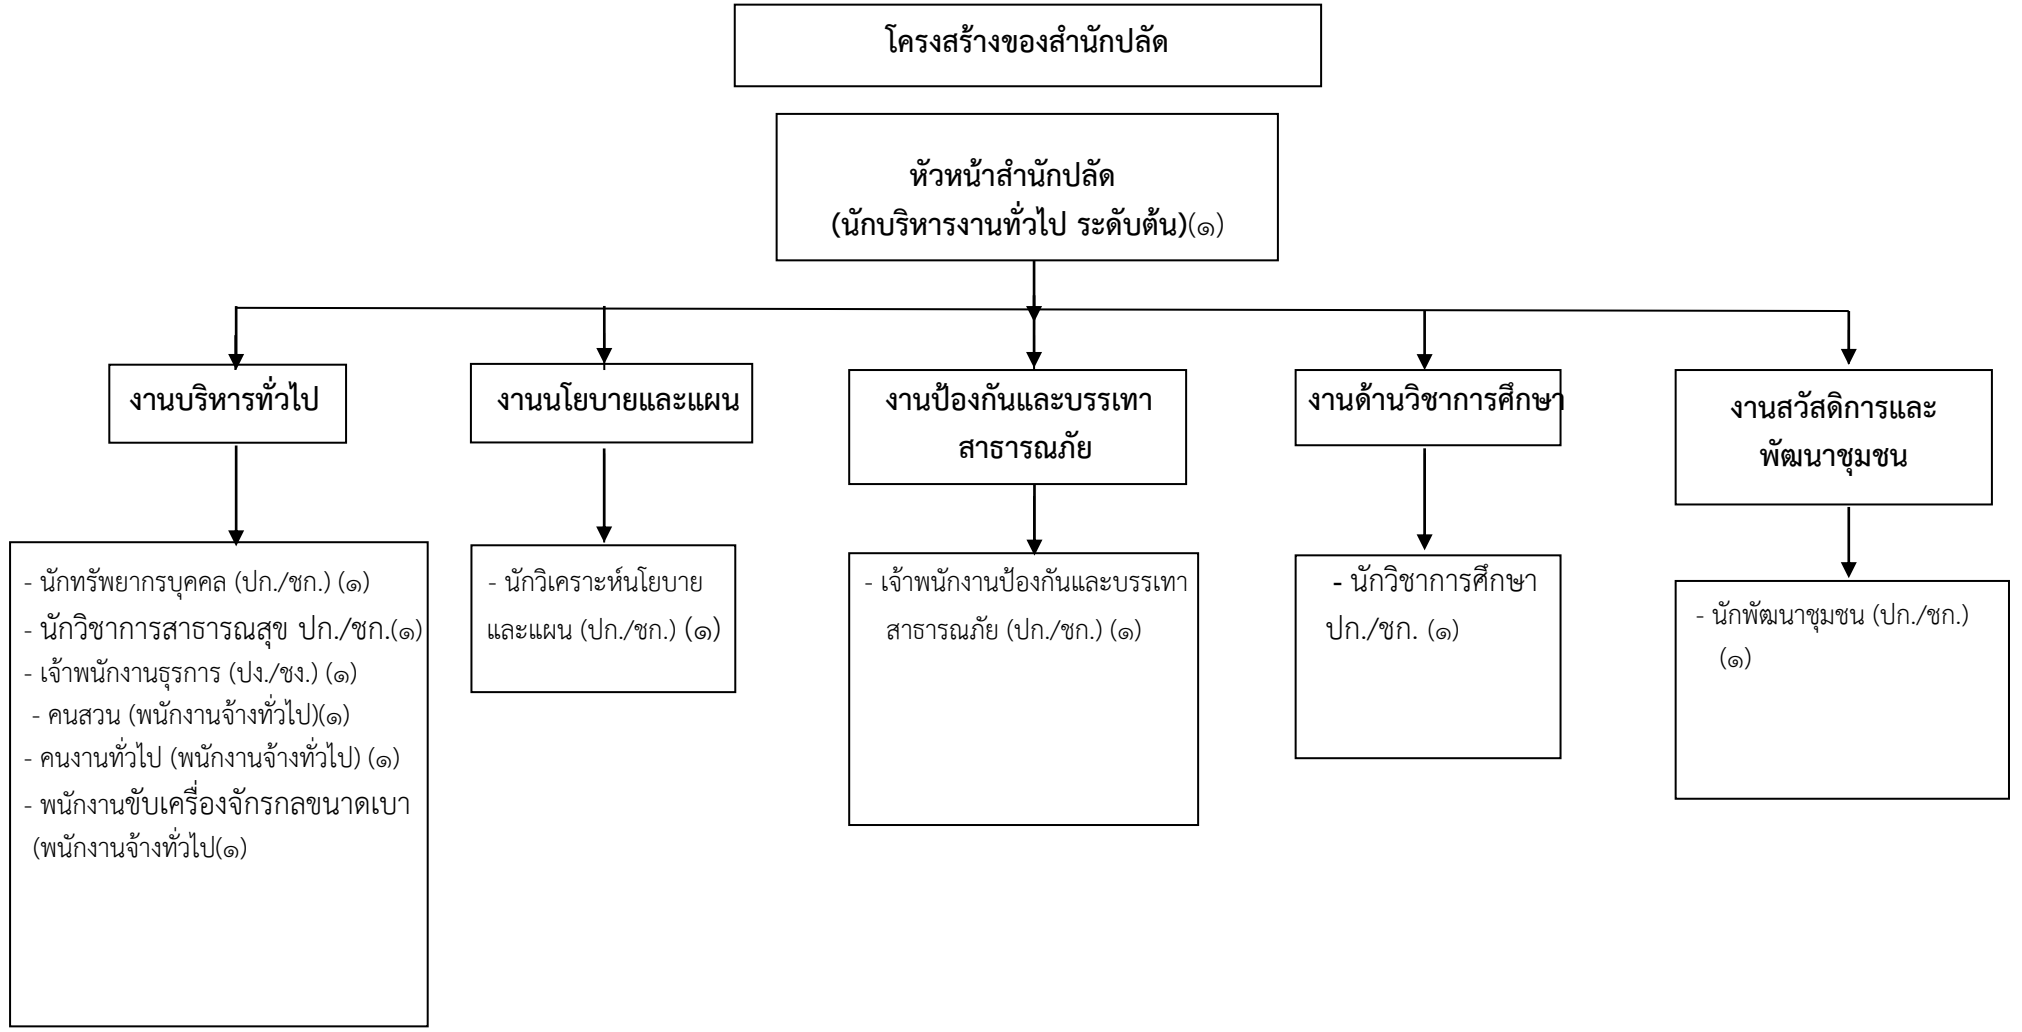 โครงสร้างของสำนักปลัด
หัวหน้าสำนักปลัด
(นักบริหารงานทั่วไป ระดับต้น)(๑)
งานบริหารทั่วไป
- นักทรัพยากรบุคคล (ปก./ชก.) (๑)
- นักวิชาการสาธารณสุข ปก./ชก.(๑)
- เจ้าพนักงานธุรการ (ปง./ชง.) (๑)
- คนสวน (พนักงานจ้างทั่วไป)(๑)
- คนงานทั่วไป (พนักงานจ้างทั่วไป) (๑)
- พนักงานขับเครื่องจักรกลขนาดเบา
(พนักงานจ้างทั่วไป(๑)
งานนโยบายและแผน
- นักวิเคราะห์นโยบาย
และแผน (ปก./ชก.) (๑)
งานป้องกันและบรรเทา
สาธารณภัย
- เจ้าพนักงานป้องกันและบรรเทา
สาธารณภัย (ปก./ชก.) (๑)
งานด้านวิชาการศึกษา
- นักวิชาการศึกษา
ปก./ชก. (๑)
งานสวัสดิการและ
พัฒนาชุมชน
- นักพัฒนาชุมชน (ปก./ชก.)
(๑)